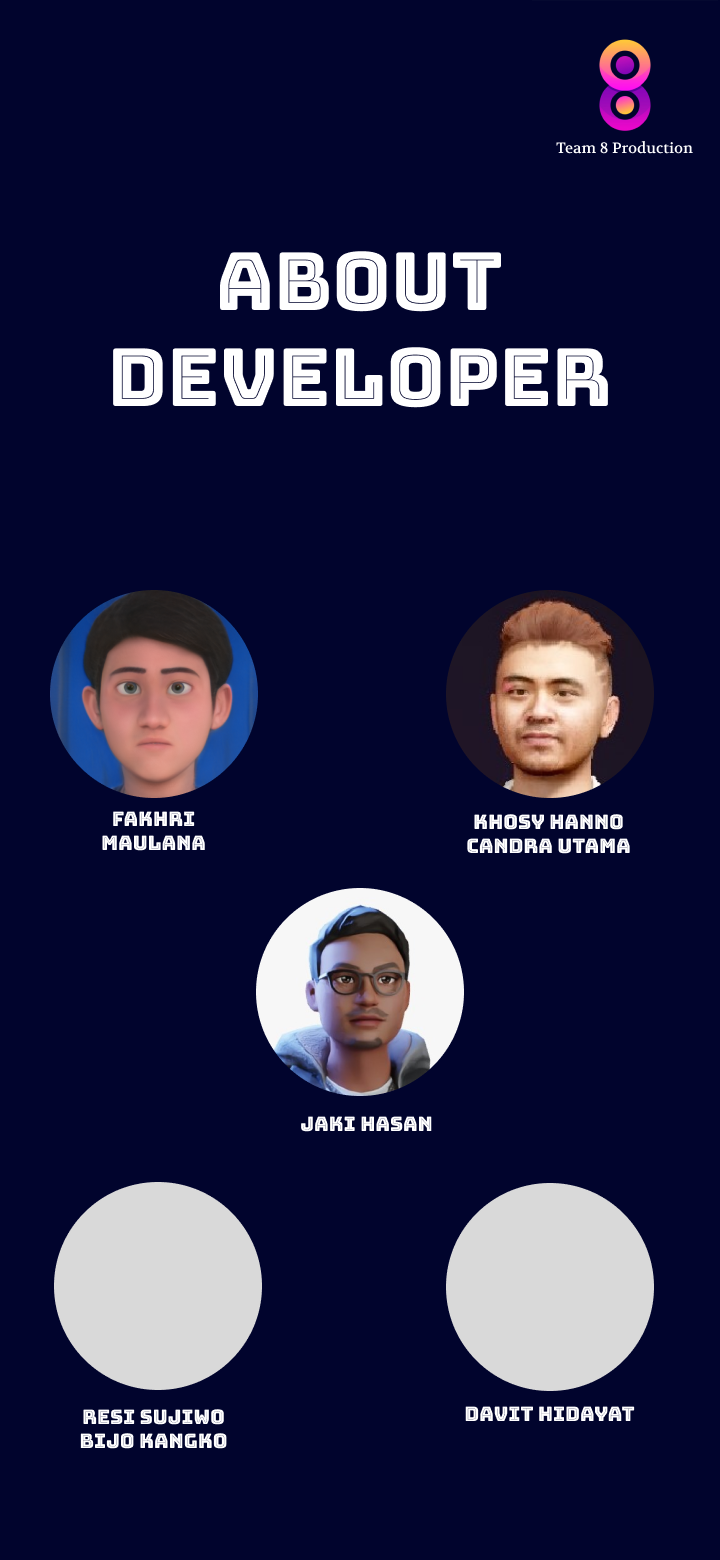 Team 8 Production
ABOUT
DEVELOPER
FAKHRI
MAULANA
KHOSY HANNO
CANDRA UTAMA
JAKI HASAN
RESI SUJIWO
BIJO KANGKO
DAVIT HIDAYAT